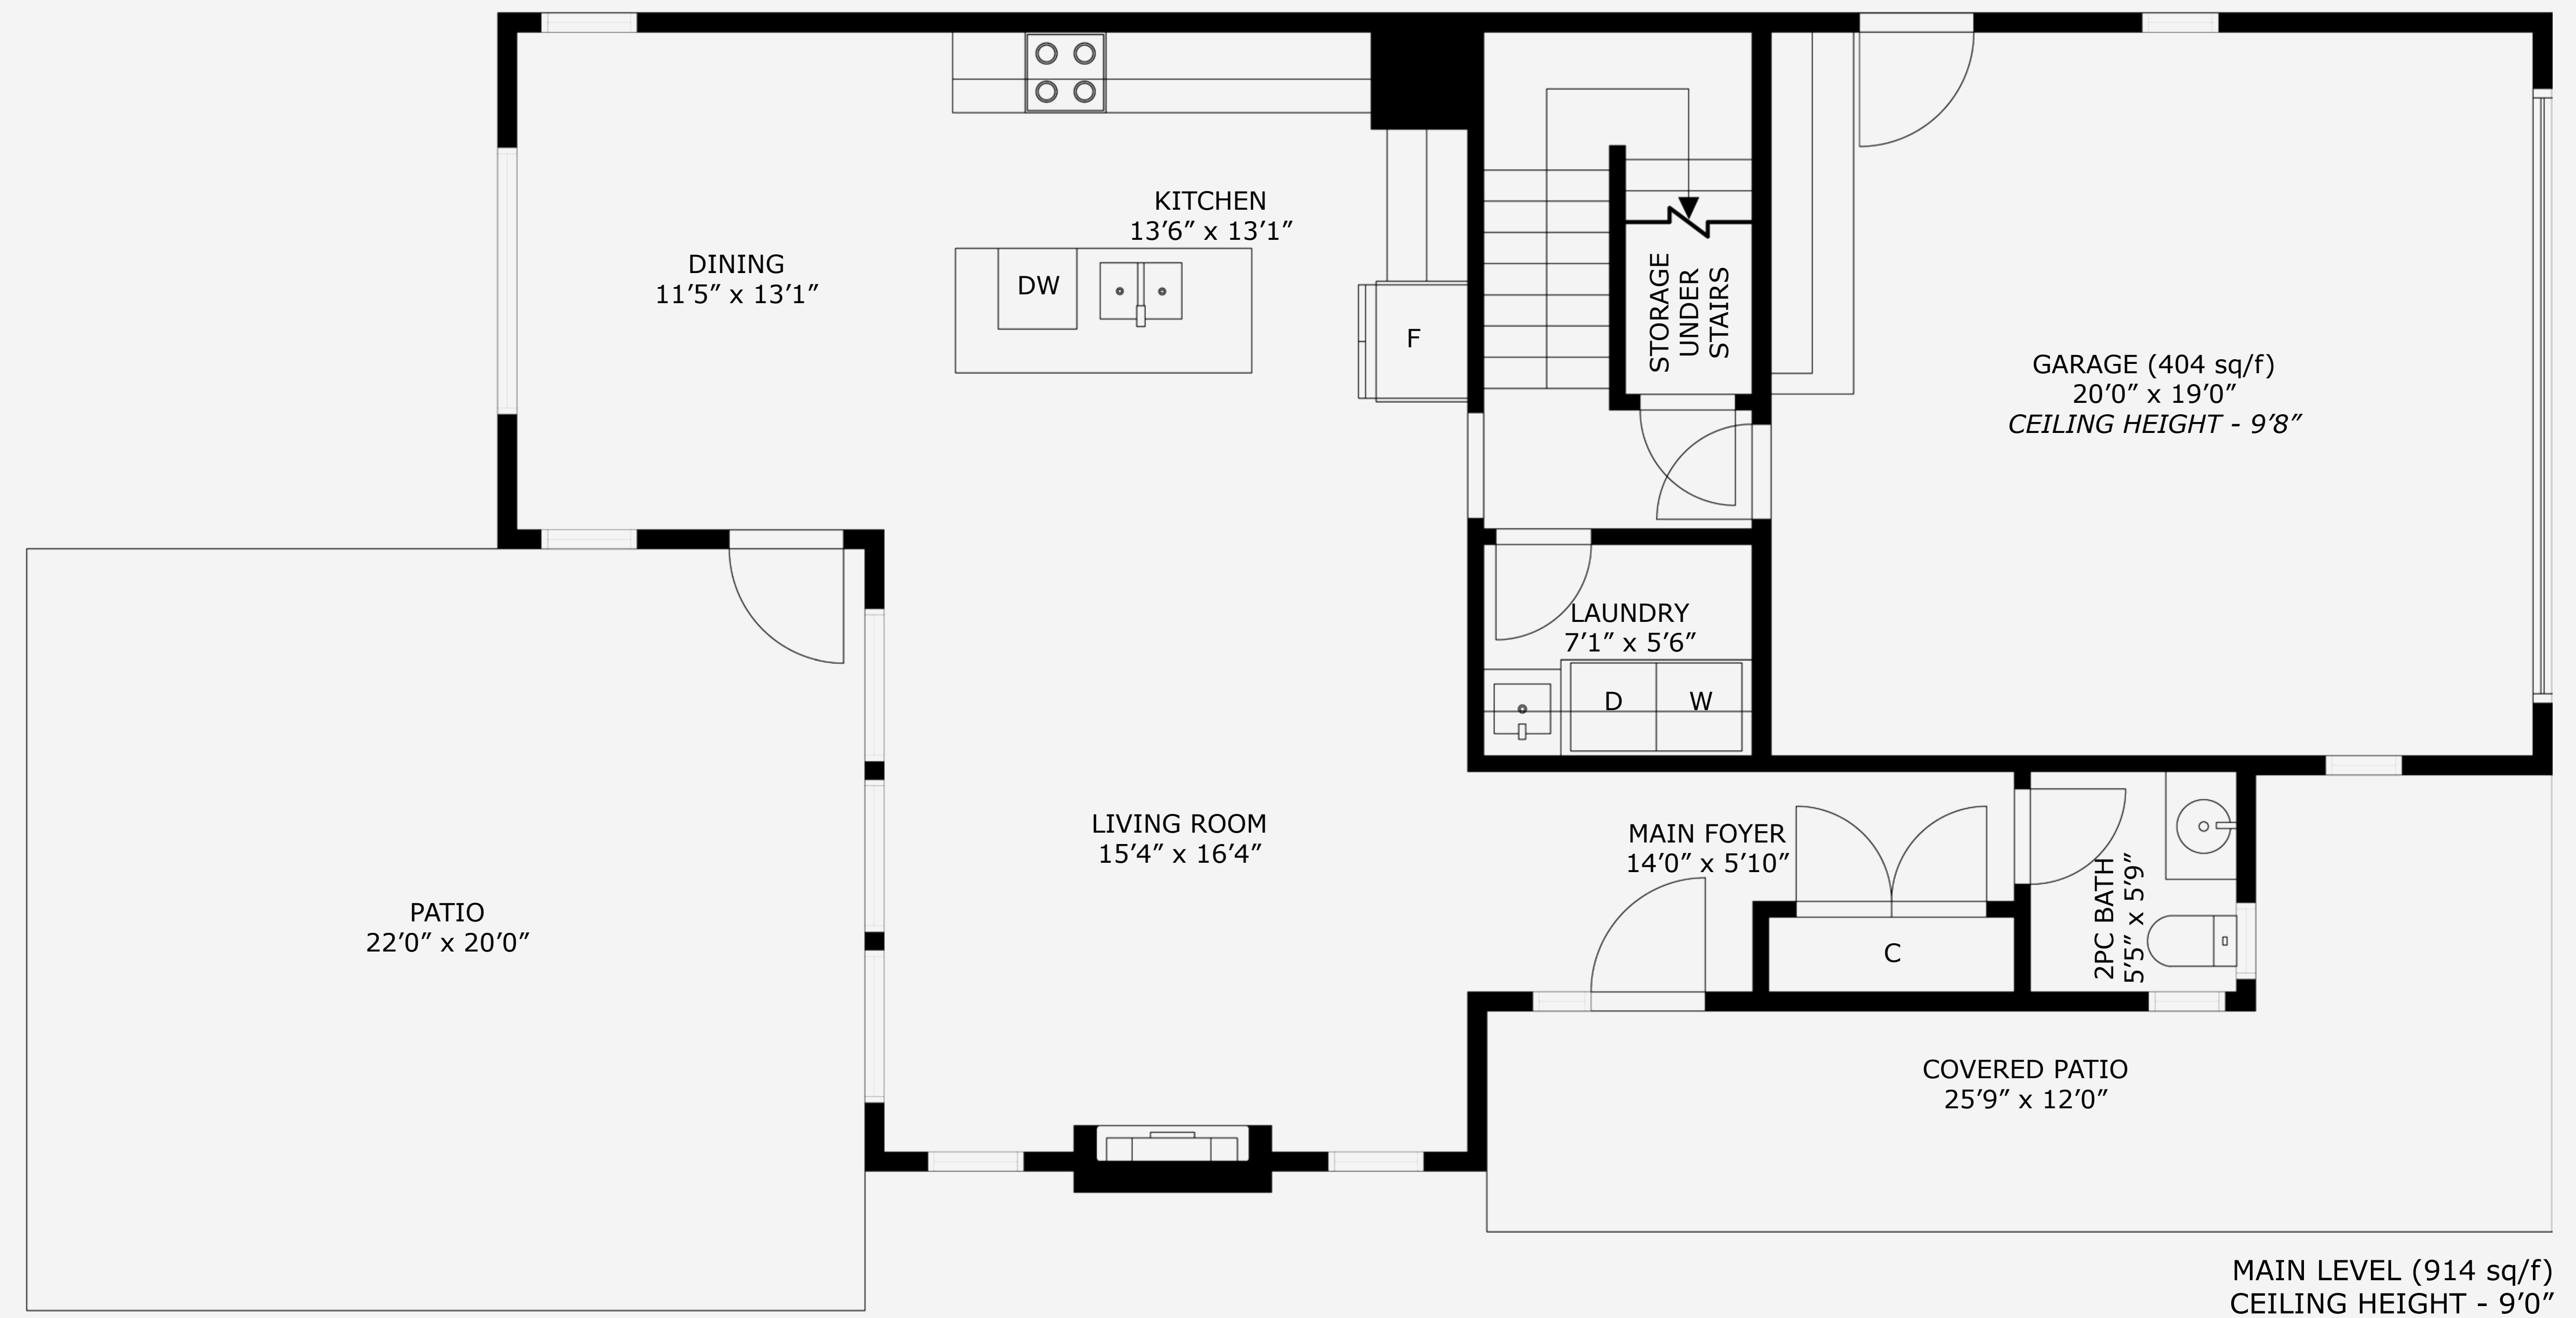 KITCHEN
13’6” x 13’1”
DINING
11’5” x 13’1”
DW
F
STORAGE
UNDER
STAIRS
GARAGE (404 sq/f)
20’0” x 19’0”
CEILING HEIGHT - 9’8”
LAUNDRY
7’1” x 5’6”
D
W
LIVING ROOM
15’4” x 16’4”
MAIN FOYER
14’0” x 5’10”
C
2PC BATH
5’5” x 5’9”
PATIO
22’0” x 20’0”
COVERED PATIO
25’9” x 12’0”
MAIN LEVEL (914 sq/f)
CEILING HEIGHT - 9’0”